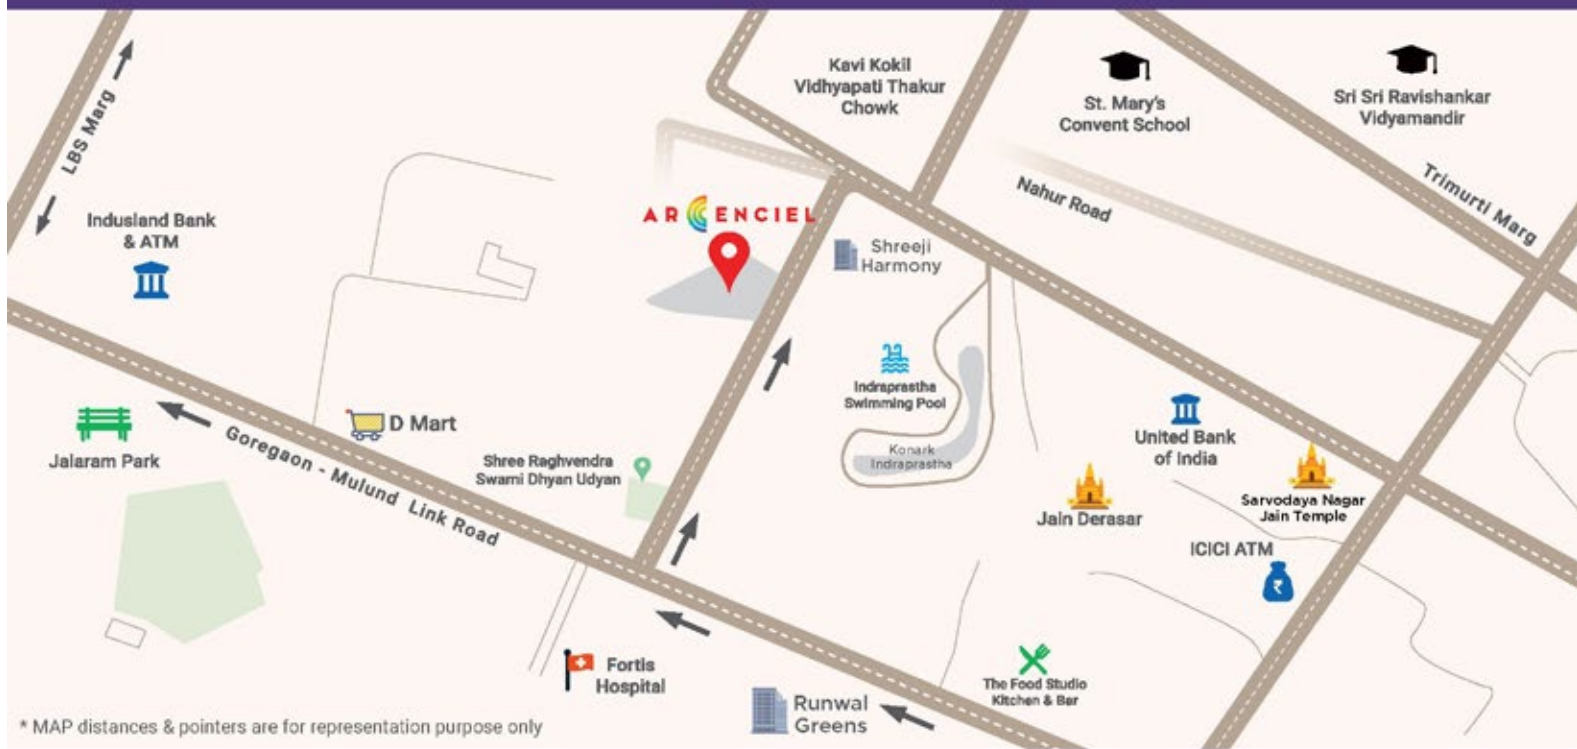 Kavi Kokil
Vidhyapati Thakur
Chowk
St. Mary's
Convent School
Sri Sri Ravishankar
Vidyamandir
LBS Marg
Trimurti Marg
Nahur Road
Indusland Bank
& ATM
ARC ENCIEL
Shreeji
Harmony
Indraprastha
Swimming Pool
D Mart
Jalaram Park
Goregaon - Mulund Link Road
Shree Raghvendra
Swami Dhyan Udyan
Konark
Indraprastha
United Bank
of India
Jain Derasar
Sarvodaya Nagar
Jain Temple
ICICI ATM
₹
Fortis
Hospital
The Food Studio
Kitchen & Bar
Runwal
Greens
* MAP distances & pointers are for representation purpose only